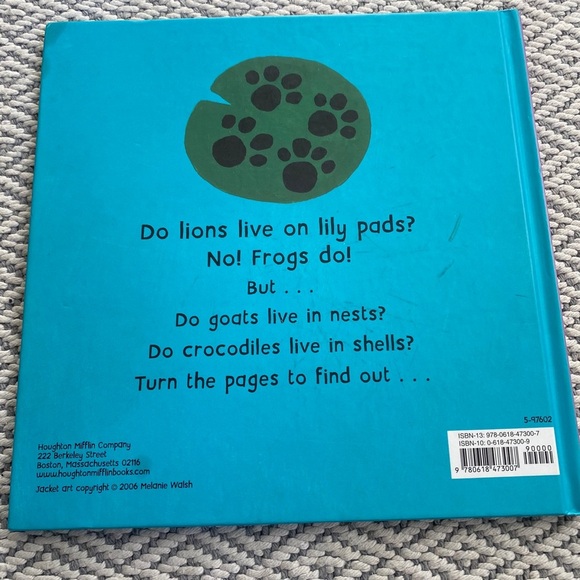 Do lions live on lily pads?
No! Frogs do!
But . . .
Do goats live in nests?
Do crocodiles live in shells?
Turn the pages to find out . . .
5-97602
Houghton Mifflin Company
222 Berkeley Street
Boston, Massachusetts 02116
www.houghtonmifflinbooks.com
Jacket art copyright © 2006 Melanie Walsh
ISBN-13: 978-0618-47300-7
ISBN-10: 0-618-47300-9
90000
9 780618 473007